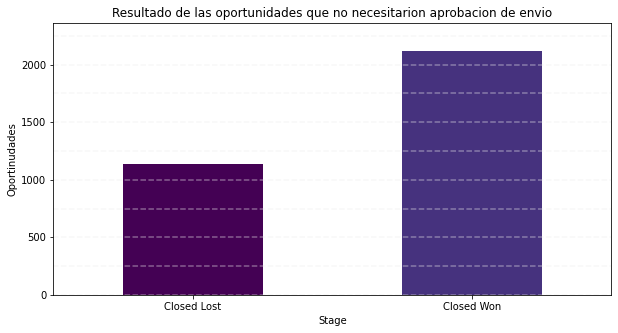 Resultado de las oportunidades que no necesitarion aprobacion de envio
2000
1500
1000
500
0
Oportinudades
Closed Lost
Closed Won
Stage